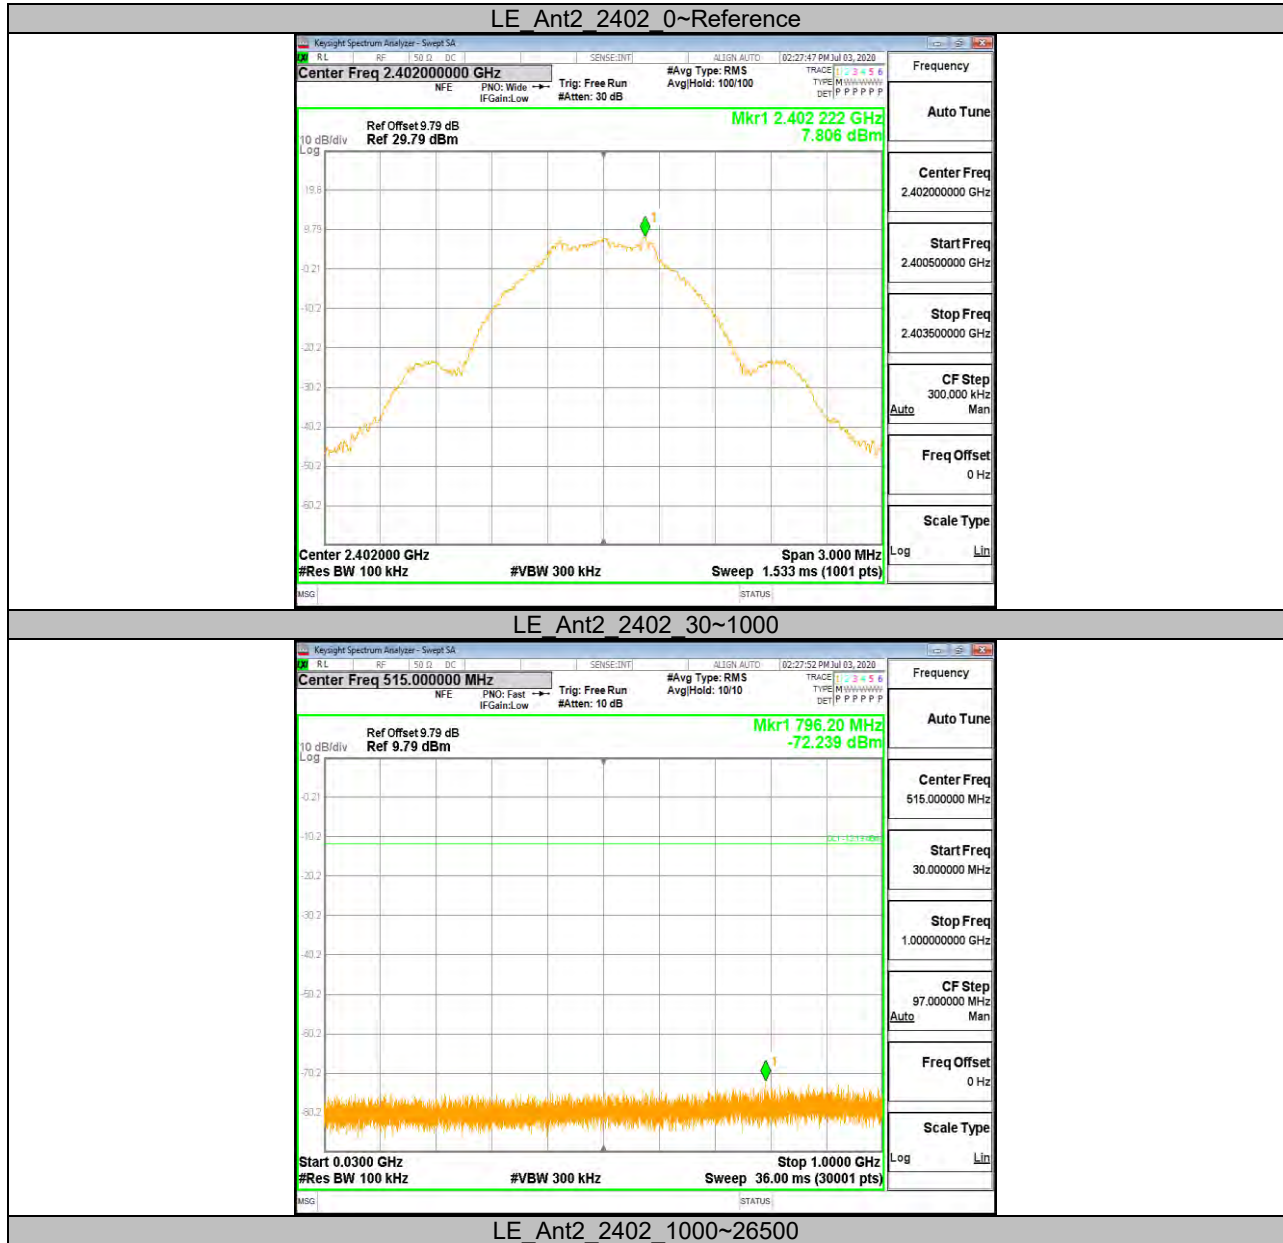 LE_Ant2_2402_0~Reference
Keysight Spectrum Analyzer - Swept SA
RL RF 50 Ω DC SENSE:INT ALIGN AUTO 02:27:47 PM Jul 03, 2020
Center Freq 2.402000000 GHz
NFE PNO: Wide Trig: Free Run
IFGain:Low #Atten: 30 dB
#Avg Type: RMS
Avg|Hold: 100/100
TRACE 1 2 3 4 5 6
TYPE M
DET P P P P P P
Frequency
Mkr1 2.402 222 GHz
7.806 dBm
Ref Offset 9.79 dB
10 dB/div Ref 29.79 dBm
Log
19.8
9.79
-0.21
-10.2
-20.2
-30.2
-40.2
-50.2
-60.2
1
Center 2.402000 GHz Span 3.000 MHz
#Res BW 100 kHz #VBW 300 kHz Sweep 1.533 ms (1001 pts)
MSG STATUS
Auto Tune
Center Freq
2.402000000 GHz
Start Freq
2.400500000 GHz
Stop Freq
2.403500000 GHz
CF Step
300.000 kHz
Auto Man
Freq Offset
0 Hz
Scale Type
Log Lin
LE_Ant2_2402_30~1000
Keysight Spectrum Analyzer - Swept SA
RL RF 50 Ω DC SENSE:INT ALIGN AUTO 02:27:52 PM Jul 03, 2020
Center Freq 515.000000 MHz
NFE PNO: Fast Trig: Free Run
IFGain:Low #Atten: 10 dB
#Avg Type: RMS
Avg|Hold: 10/10
TRACE 1 2 3 4 5 6
TYPE M
DET P P P P P P
Frequency
Mkr1 796.20 MHz
-72.239 dBm
Ref Offset 9.79 dB
10 dB/div Ref 9.79 dBm
Log
-0.21
-10.2
-20.2
-30.2
-40.2
-50.2
-60.2
-70.2
-80.2
1
Start 0.0300 GHz Stop 1.0000 GHz
#Res BW 100 kHz #VBW 300 kHz Sweep 36.00 ms (30001 pts)
MSG STATUS
Auto Tune
Center Freq
515.000000 MHz
Start Freq
30.000000 MHz
Stop Freq
1.000000000 GHz
CF Step
97.000000 MHz
Auto Man
Freq Offset
0 Hz
Scale Type
Log Lin
LE_Ant2_2402_1000~26500